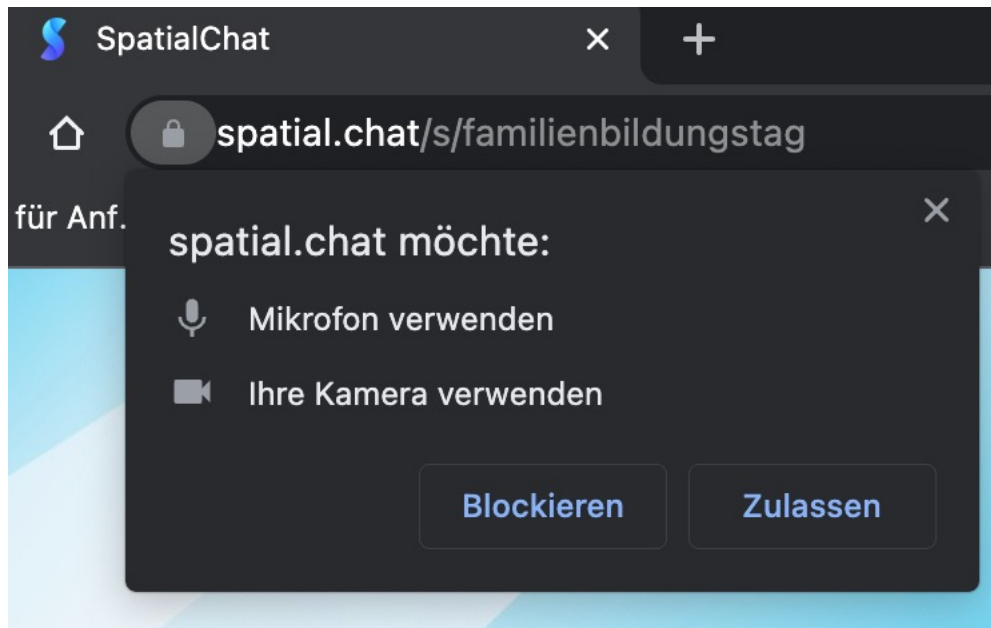 SpatialChat
spatial.chat/s/familienbildungstag
für Anf.
spatial.chat möchte:
Mikrofon verwenden
Ihre Kamera verwenden
Blockieren Zulassen